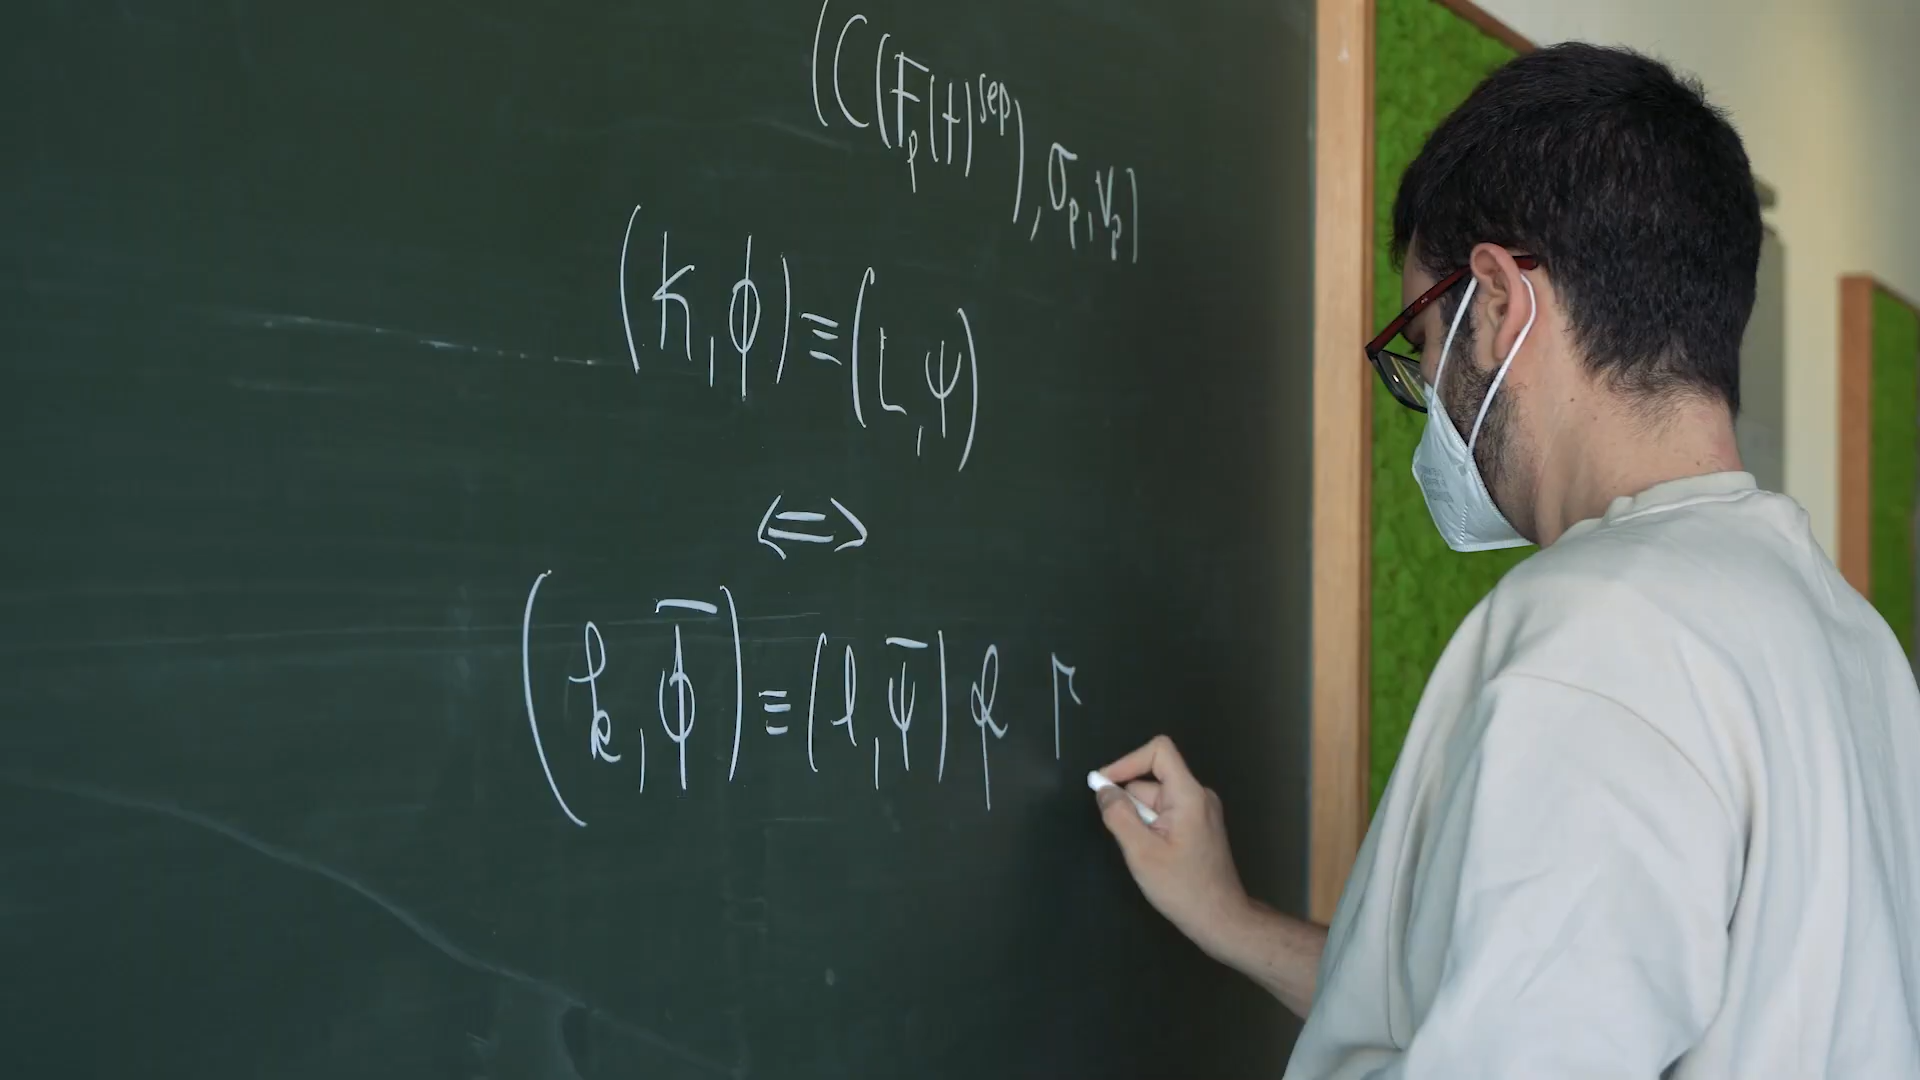 (C(F_p(t)^sep), σ_p, v_p)
(K, ϕ) ≡ (L, ψ)
⟺
(k, ϕ̅) ≡ (l, ψ̅) & Γ